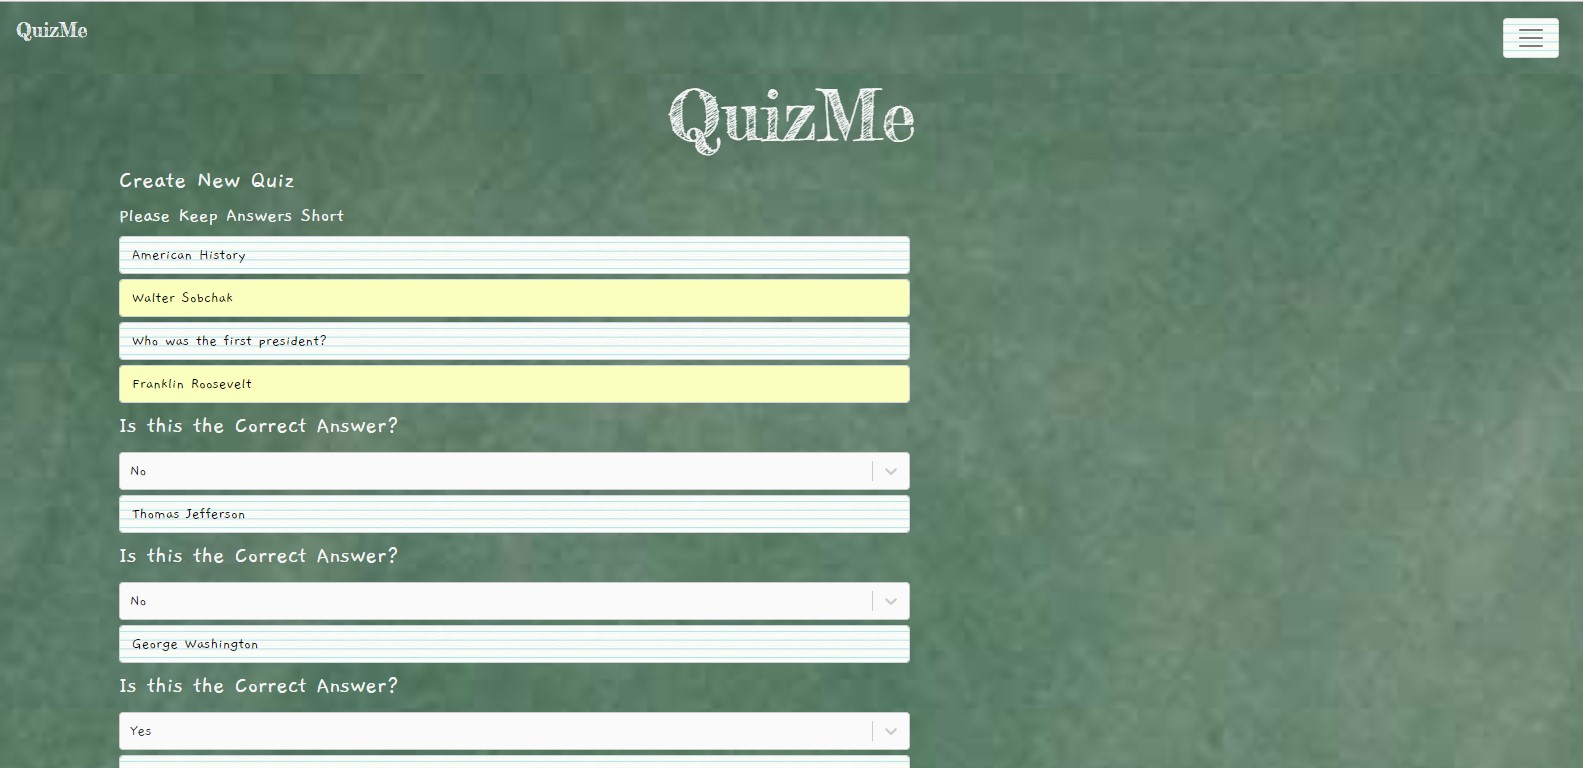 QuizMe
QuizMe
Create New Quiz
Please Keep Answers Short
American History
Walter Sobchak
Who was the first president?
Franklin Roosevelt
Is this the Correct Answer?
No
Thomas Jefferson
Is this the Correct Answer?
No
George Washington
Is this the Correct Answer?
Yes